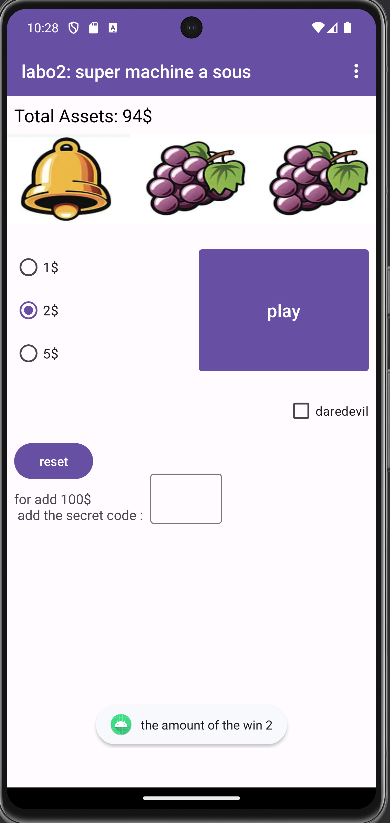 10:28
labo2: super machine a sous
Total Assets: 94$
1$
2$
5$
play
daredevil
reset
for add 100$
add the secret code :
the amount of the win 2